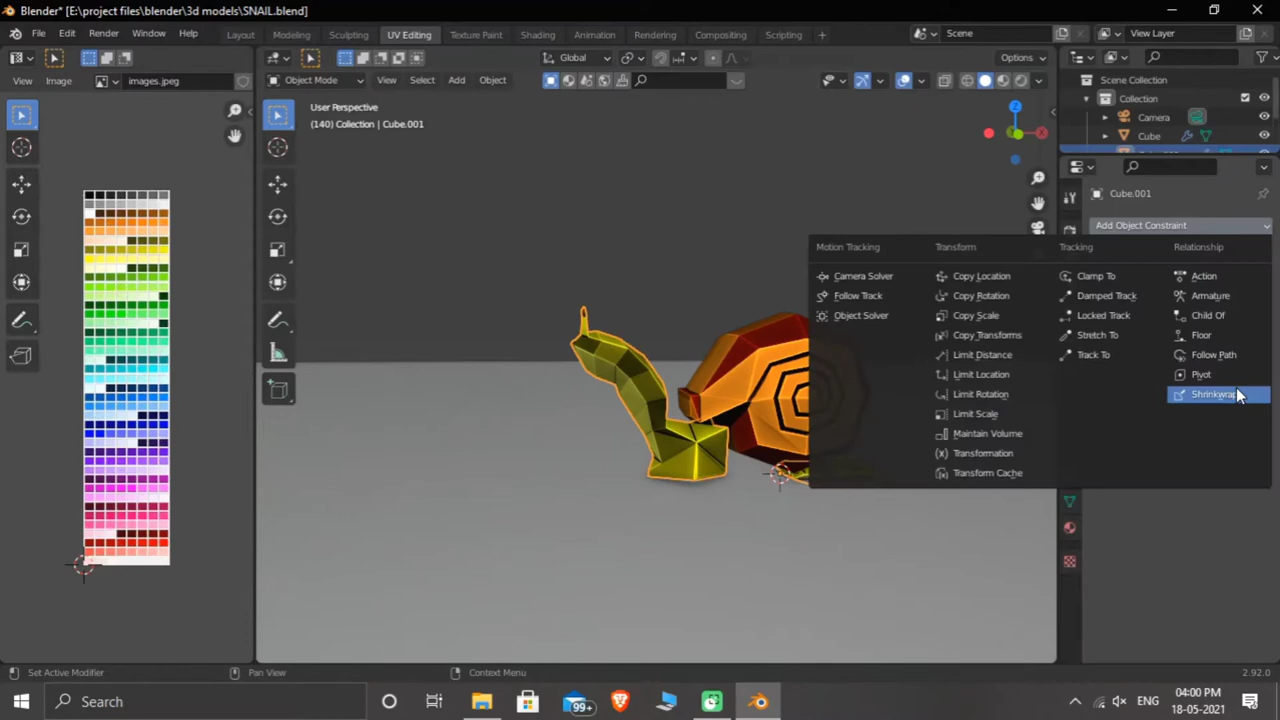 Blender* [E:\project files\blender\3d models\SNAIL.blend]
File Edit Render Window Help Layout Modeling Sculpting UV Editing Texture Paint Shading Animation Rendering Compositing Scripting + Scene View Layer
Global Options
View Image images.jpeg Object Mode View Select Add Object
Scene Collection
Collection
Camera
Cube
User Perspective
(140) Collection | Cube.001
Z
X
Cube.001
Add Object Constraint
Motion Tracking Transform Tracking Relationship
Camera Solver Copy Location Clamp To Action
Follow Track Copy Rotation Damped Track Armature
Object Solver Copy Scale Locked Track Child Of
Copy Transforms Stretch To Floor
Limit Distance Track To Follow Path
Limit Location Pivot
Limit Rotation Shrinkwrap
Limit Scale
Maintain Volume
Transformation
Transform Cache
Set Active Modifier Pan View Context Menu 2.92.0
Search 99+ ENG 04:00 PM
18-05-2021